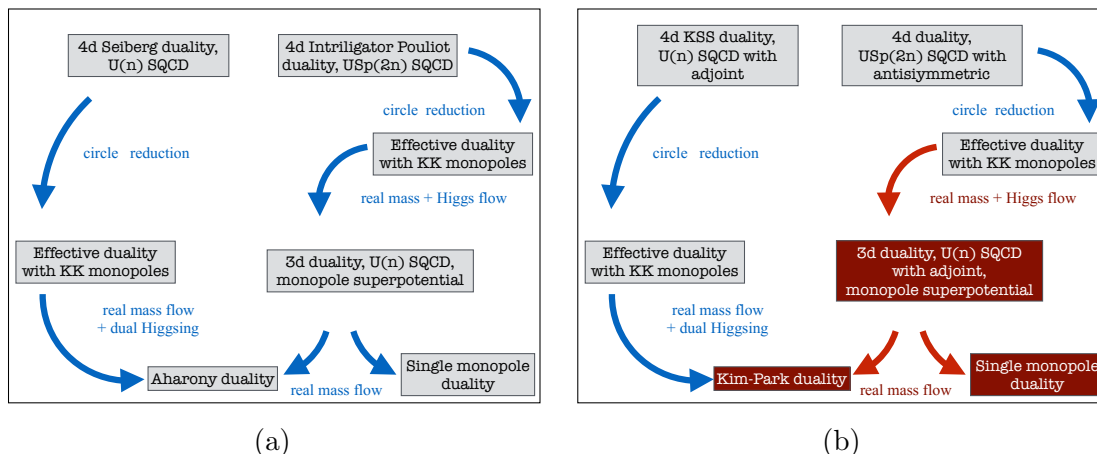 4d Seiberg duality,
U(n) SQCD
4d Intriligator Pouliot
duality, USp(2n) SQCD
circle reduction
Effective duality
with KK monopoles
circle reduction
real mass + Higgs flow
Effective duality
with KK monopoles
3d duality, U(n) SQCD,
monopole superpotential
real mass flow
+ dual Higgsing
Aharony duality
real mass flow
Single monopole
duality
(a)
4d KSS duality,
U(n) SQCD with
adjoint
4d duality,
USp(2n) SQCD with
antisymmetric
circle reduction
Effective duality
with KK monopoles
circle reduction
real mass + Higgs flow
Effective duality
with KK monopoles
3d duality, U(n) SQCD
with adjoint,
monopole superpotential
real mass flow
+ dual Higgsing
Kim-Park duality
real mass flow
Single monopole
duality
(b)